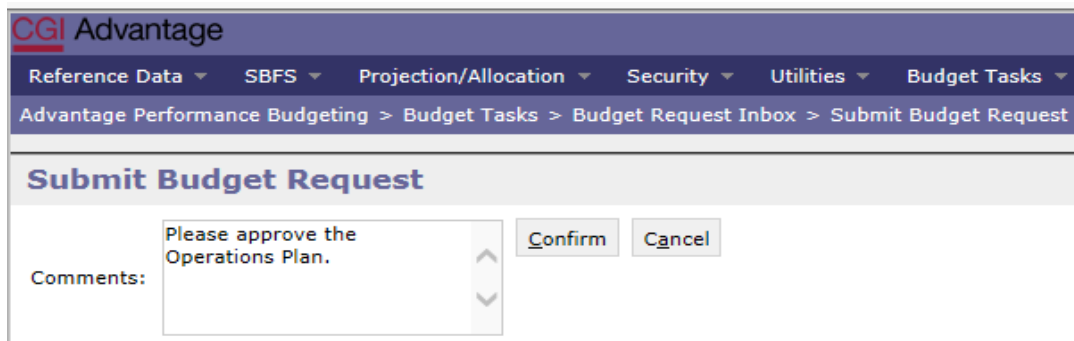 CGI Advantage
Reference Data SBFS Projection/Allocation Security Utilities Budget Tasks
Advantage Performance Budgeting > Budget Tasks > Budget Request Inbox > Submit Budget Request
Submit Budget Request
Please approve the
Operations Plan.
Confirm Cancel
Comments: